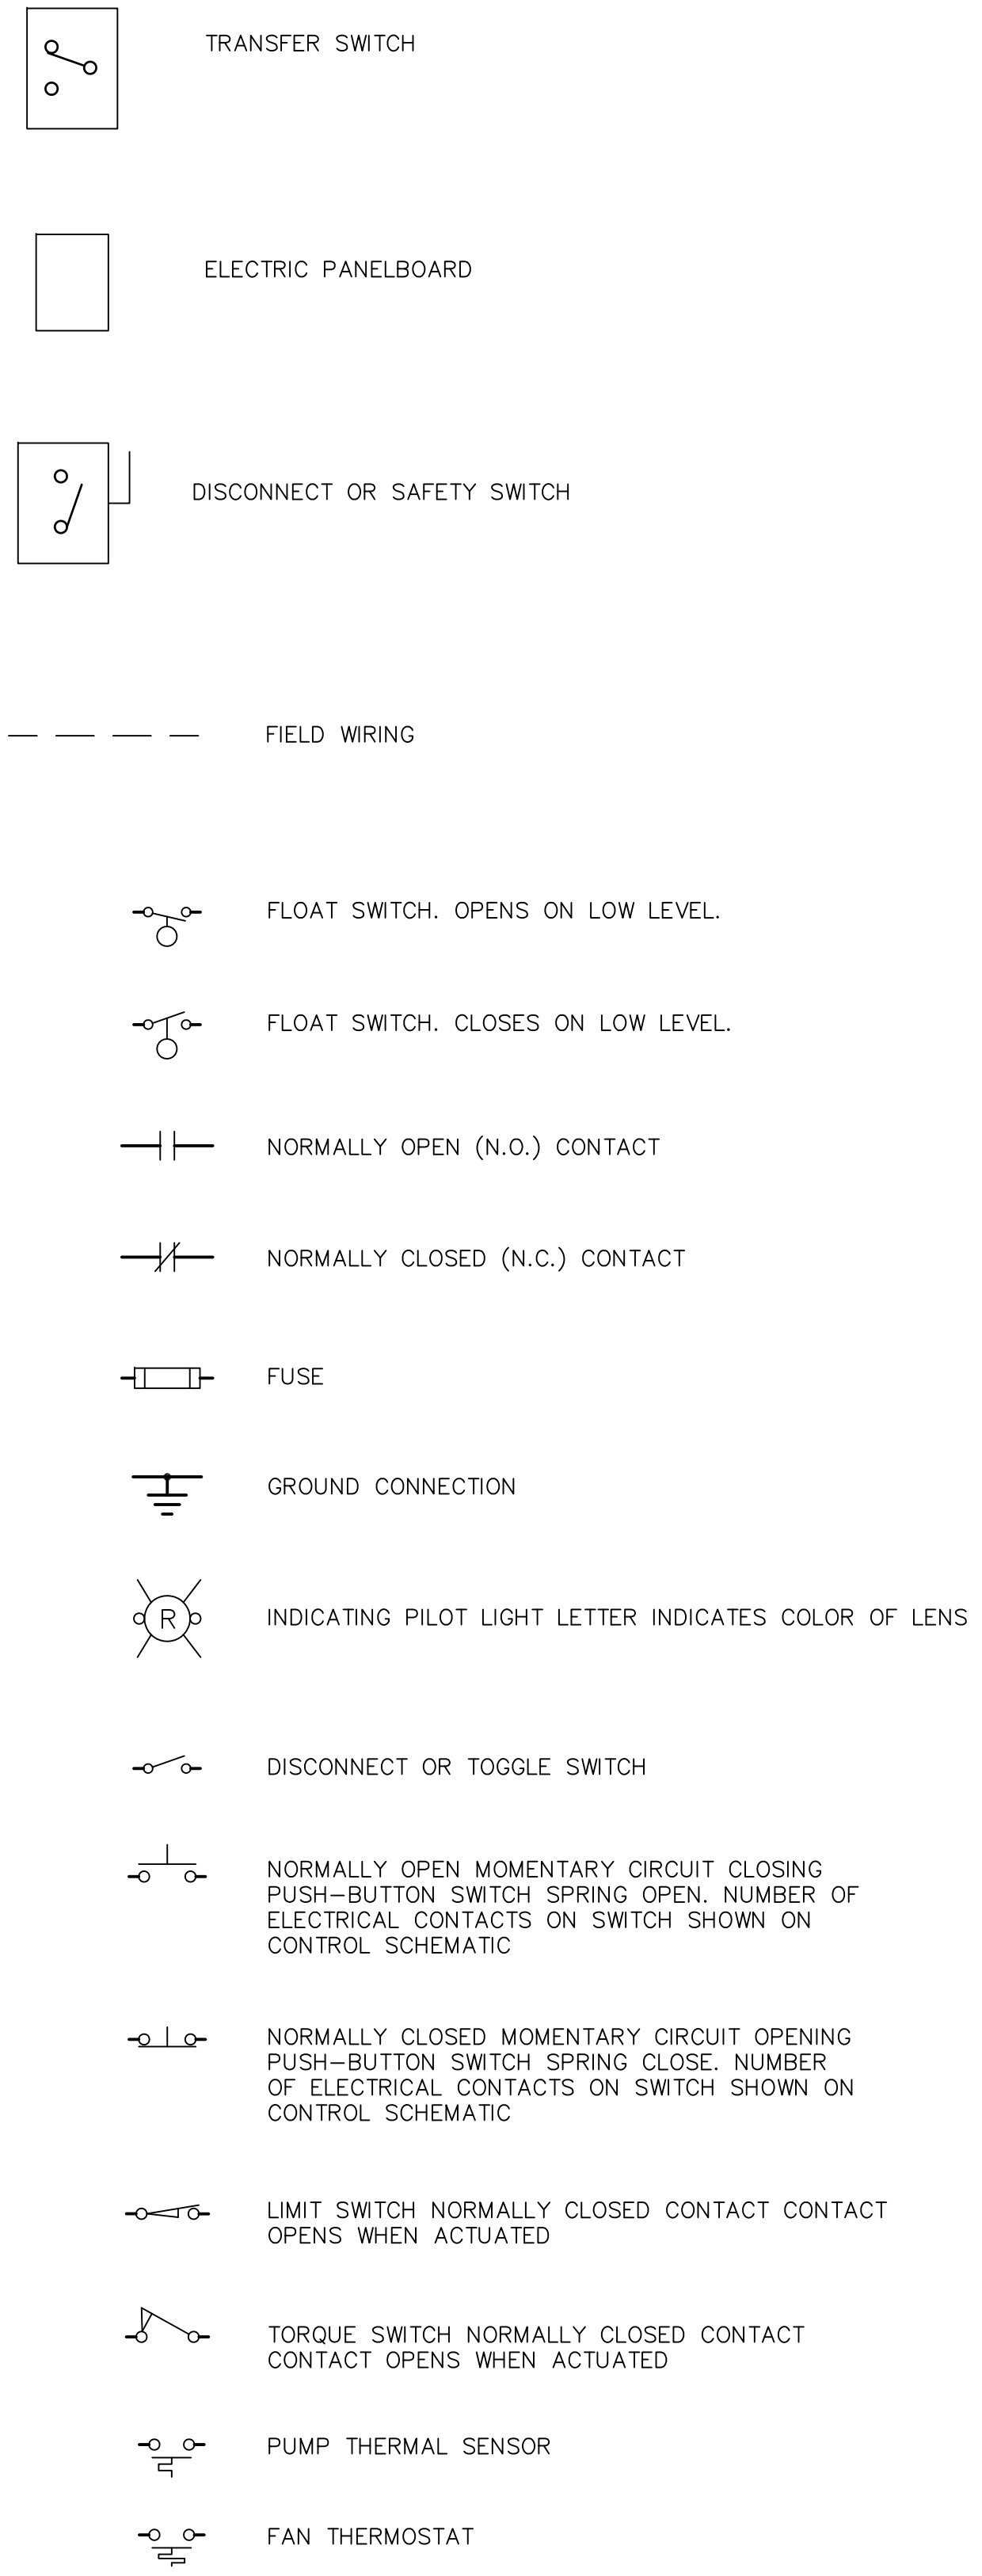 TRANSFER SWITCH
ELECTRIC PANELBOARD
DISCONNECT OR SAFETY SWITCH
FIELD WIRING
FLOAT SWITCH. OPENS ON LOW LEVEL.
FLOAT SWITCH. CLOSES ON LOW LEVEL.
NORMALLY OPEN (N.O.) CONTACT
NORMALLY CLOSED (N.C.) CONTACT
FUSE
GROUND CONNECTION
R
INDICATING PILOT LIGHT LETTER INDICATES COLOR OF LENS
DISCONNECT OR TOGGLE SWITCH
NORMALLY OPEN MOMENTARY CIRCUIT CLOSING
PUSH-BUTTON SWITCH SPRING OPEN. NUMBER OF
ELECTRICAL CONTACTS ON SWITCH SHOWN ON
CONTROL SCHEMATIC
NORMALLY CLOSED MOMENTARY CIRCUIT OPENING
PUSH-BUTTON SWITCH SPRING CLOSE. NUMBER
OF ELECTRICAL CONTACTS ON SWITCH SHOWN ON
CONTROL SCHEMATIC
LIMIT SWITCH NORMALLY CLOSED CONTACT CONTACT
OPENS WHEN ACTUATED
TORQUE SWITCH NORMALLY CLOSED CONTACT
CONTACT OPENS WHEN ACTUATED
PUMP THERMAL SENSOR
FAN THERMOSTAT